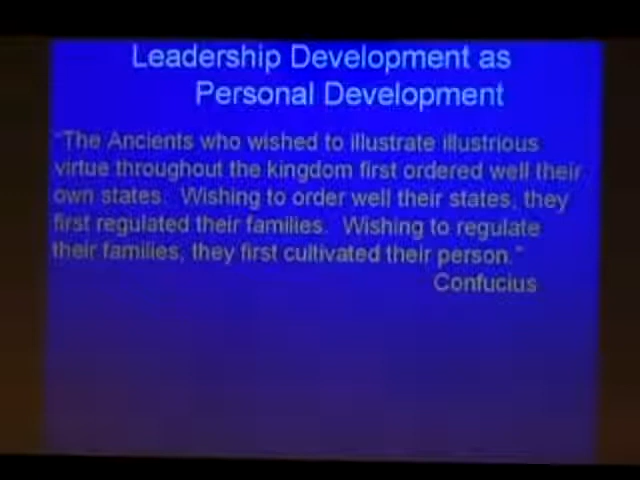 Leadership Development as
Personal Development
"The Ancients who wished to illustrate illustrious
virtue throughout the kingdom first ordered well their
own states. Wishing to order well their states, they
first regulated their families. Wishing to regulate
their families, they first cultivated their person."
Confucius